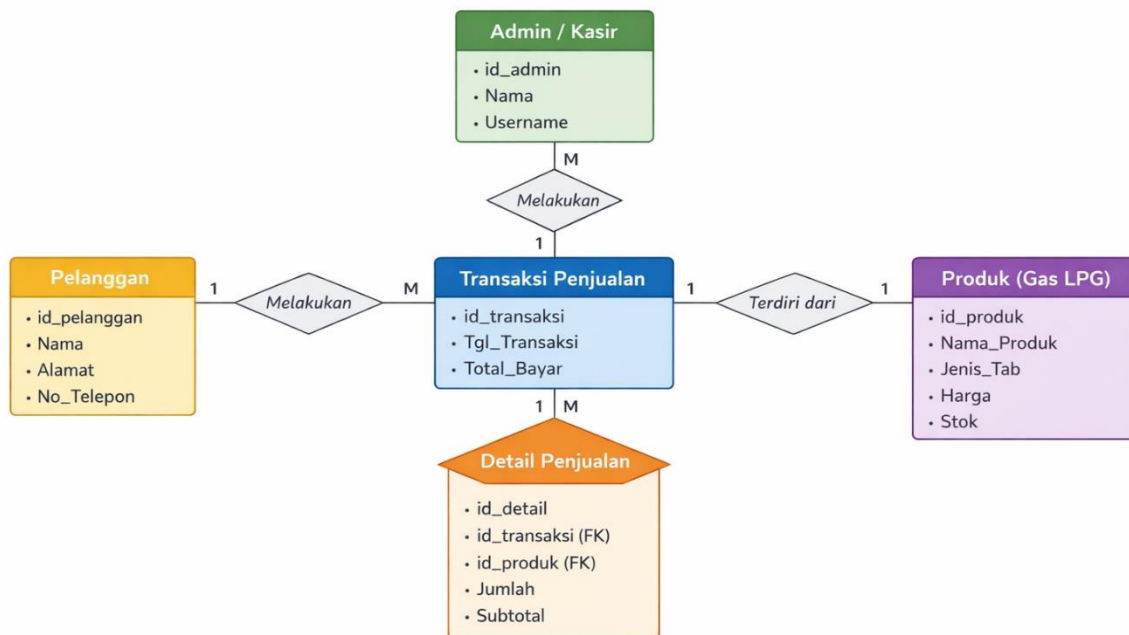 Admin / Kasir
• id_admin
• Nama
• Username
M
Melakukan
1
Pelanggan
• id_pelanggan
• Nama
• Alamat
• No_Telepon
1
Melakukan
M
Transaksi Penjualan
• id_transaksi
• Tgl_Transaksi
• Total_Bayar
1
Terdiri dari
1
Produk (Gas LPG)
• id_produk
• Nama_Produk
• Jenis_Tab
• Harga
• Stok
1 M
Detail Penjualan
• id_detail
• id_transaksi (FK)
• id_produk (FK)
• Jumlah
• Subtotal